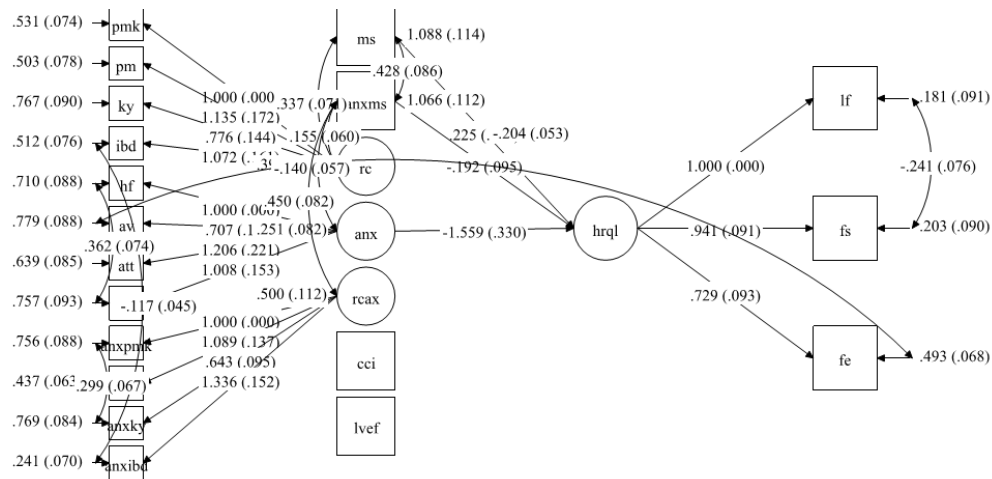 .531 (.074)
pmk
.503 (.078)
pm
.767 (.090)
ky
.512 (.076)
ibd
.710 (.088)
hf
.779 (.088)
av
.362 (.074)
.639 (.085)
att
.757 (.093)
-.117 (.045)
.756 (.088)
anxpmk
.437
.299 (.067)
.769 (.084)
anxky
.241 (.070)
anxibd
1.000 (.000
1.135 (.172)
.776 (.144)
1.072
1.000
.707
1.251 (.082)
1.206 (.221)
1.008 (.153)
1.000 (.000)
1.089 (.137)
.643 (.095)
1.336 (.152)
.337
.155
.060)
-.140 (.057)
.450 (.082)
.500 (.112)
ms
1.088 (.114)
.428 (.086)
1.066 (.112)
rc
anx
rcax
cci
lvef
.225
-.204 (.053)
-.192 (.095)
-1.559 (.330)
hrql
1.000 (.000)
.941 (.091)
.729 (.093)
lf
.181 (.091)
-.241 (.076)
fs
.203 (.090)
fe
.493 (.068)